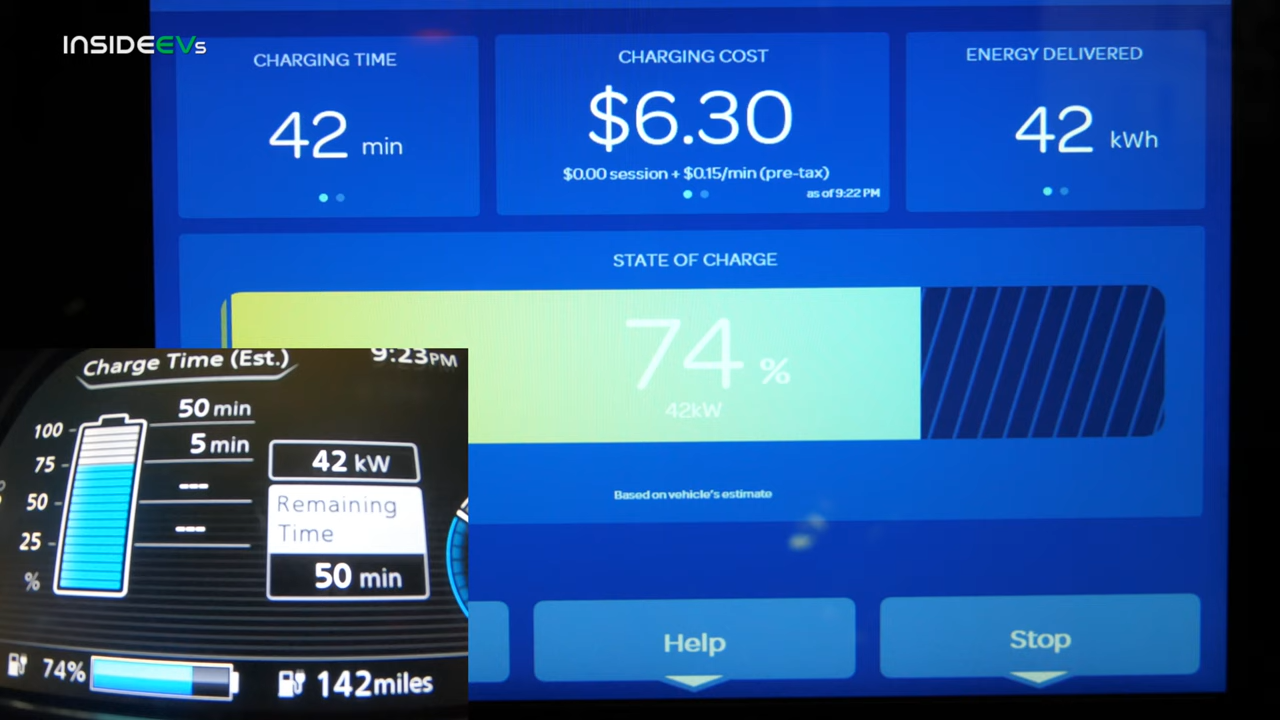 INSIDEEVs
CHARGING TIME
42 min
CHARGING COST
$6.30
$0.00 session + $0.15/min (pre-tax)
as of 9:22 PM
ENERGY DELIVERED
42 kWh
STATE OF CHARGE
74 %
42kW
Based on vehicle's estimate
Help
Stop
Charge Time (Est.)
9:23PM
50 min
100
5 min
75
---
50
---
25
%
42 kW
Remaining
Time
50 min
74%
142miles